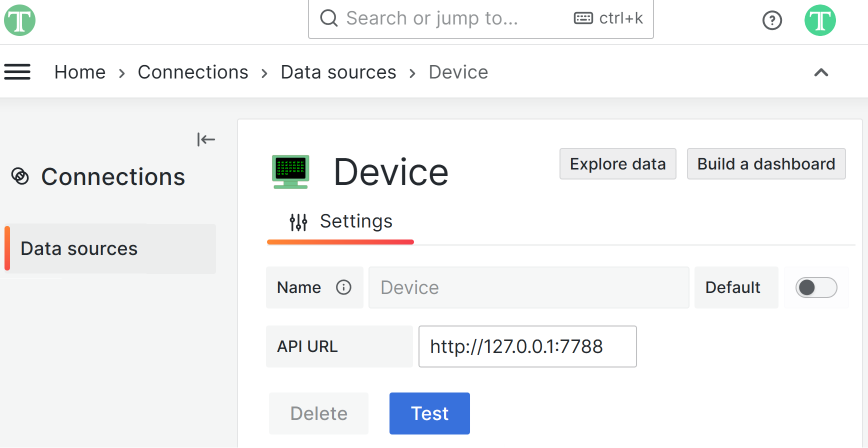 T
Search or jump to...
ctrl+k
?
T
Home › Connections › Data sources › Device
Connections
Data sources
Device
Explore data
Build a dashboard
Settings
Name
Device
Default
API URL
http://127.0.0.1:7788
Delete
Test